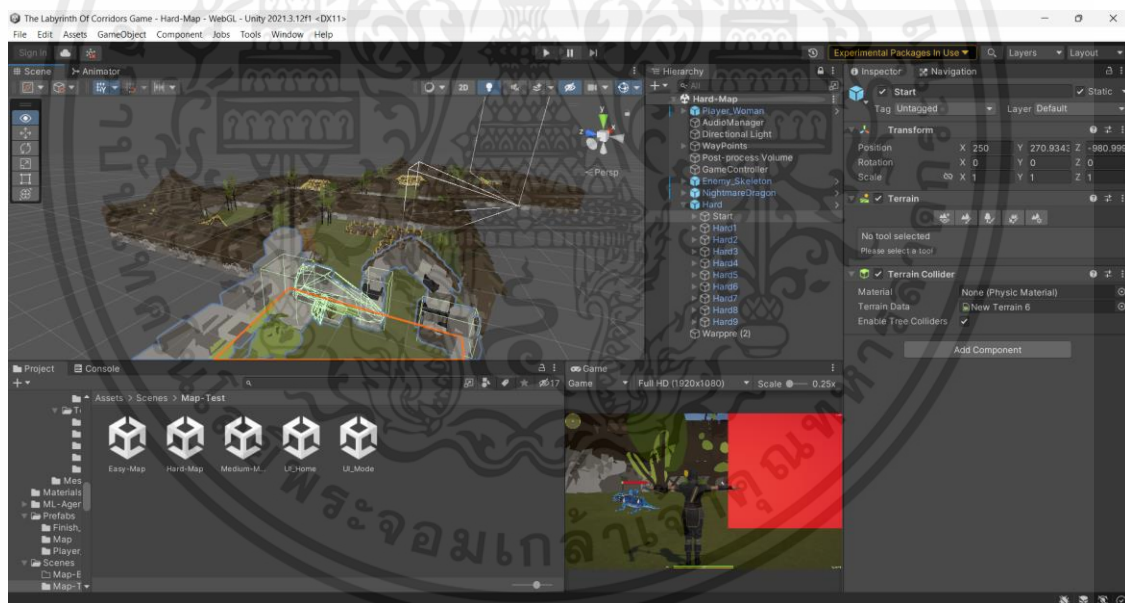 The Labyrinth Of Corridors Game - Hard-Map - WebGL - Unity 2021.3.12f1 <DX11>
File Edit Assets GameObject Component Jobs Tools Window Help
Sign In
Experimental Packages In Use
Layers
Layout
Scene
Animator
2D
y
z
Persp
Hierarchy
All
Hard-Map
Player_Woman
AudioManager
Directional Light
WayPoints
Post-process Volume
GameController
Enemy_Skeleton
NightmareDragon
Hard
Start
Hard1
Hard2
Hard3
Hard4
Hard5
Hard6
Hard7
Hard8
Hard9
Warppre (2)
Inspector
Navigation
Start
Static
Tag Untagged
Layer Default
Transform
Position X 250 Y 270.934 Z -980.999
Rotation X 0 Y 0 Z 0
Scale X 1 Y 1 Z 1
Terrain
No tool selected
Please select a tool
Terrain Collider
Material None (Physic Material)
Terrain Data New Terrain 6
Enable Tree Colliders
Add Component
Project
Console
17
Assets > Scenes > Map-Test
Mes
Materials
ML-Agen
Prefabs
Finish_
Map
Player_
Scenes
Map-E
Map-T
Easy-Map
Hard-Map
Medium-M...
UI_Home
UI_Mode
Game
Game
Full HD (1920x1080)
Scale
0.25x